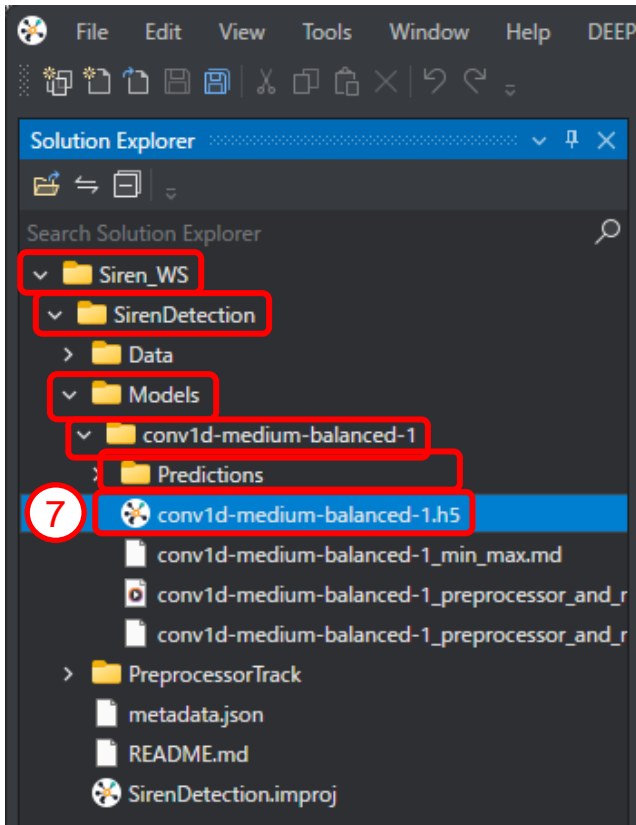 File Edit View Tools Window Help DEEP
Solution Explorer
Search Solution Explorer
Siren_WS
SirenDetection
Data
Models
conv1d-medium-balanced-1
Predictions
7 conv1d-medium-balanced-1.h5
conv1d-medium-balanced-1_min_max.md
conv1d-medium-balanced-1_preprocessor_and_r
conv1d-medium-balanced-1_preprocessor_and_r
PreprocessorTrack
metadata.json
README.md
SirenDetection.improj